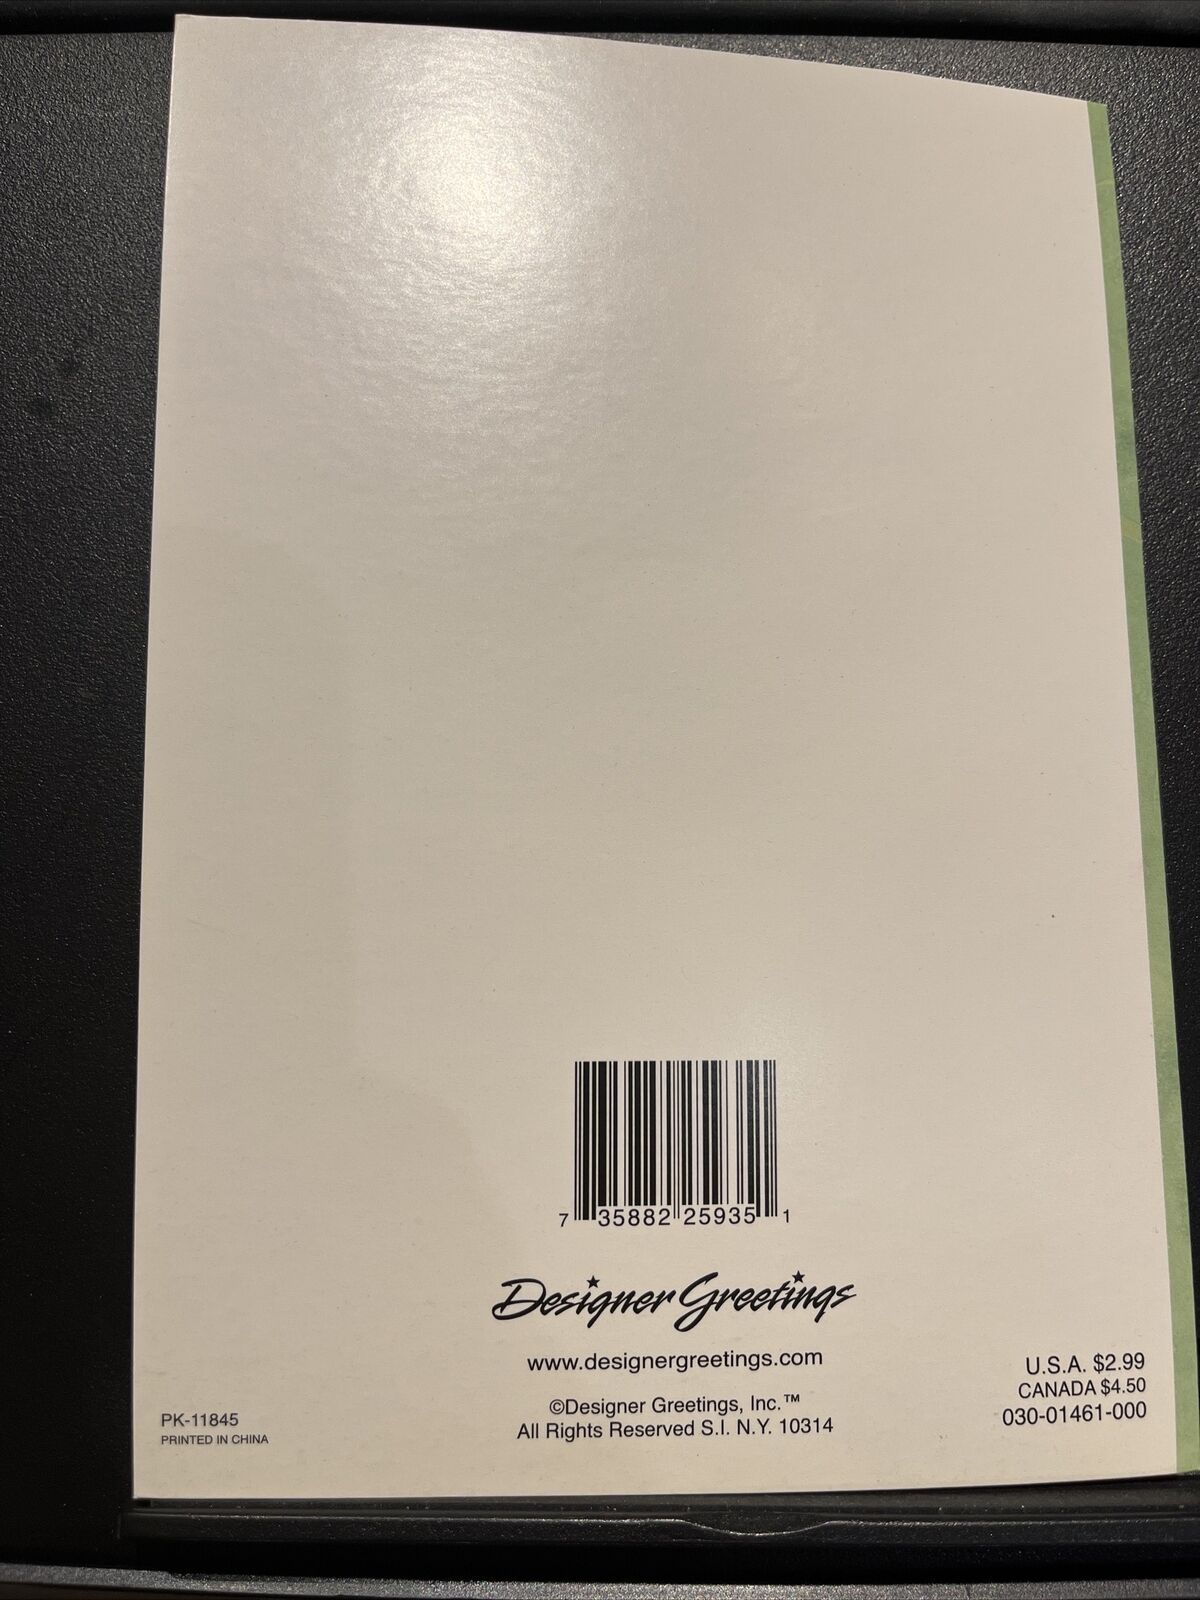 7 35882 25935 1
Designer Greetings
www.designergreetings.com
©Designer Greetings, Inc.™
All Rights Reserved S.I. N.Y. 10314
U.S.A. $2.99
CANADA $4.50
030-01461-000
PK-11845
PRINTED IN CHINA